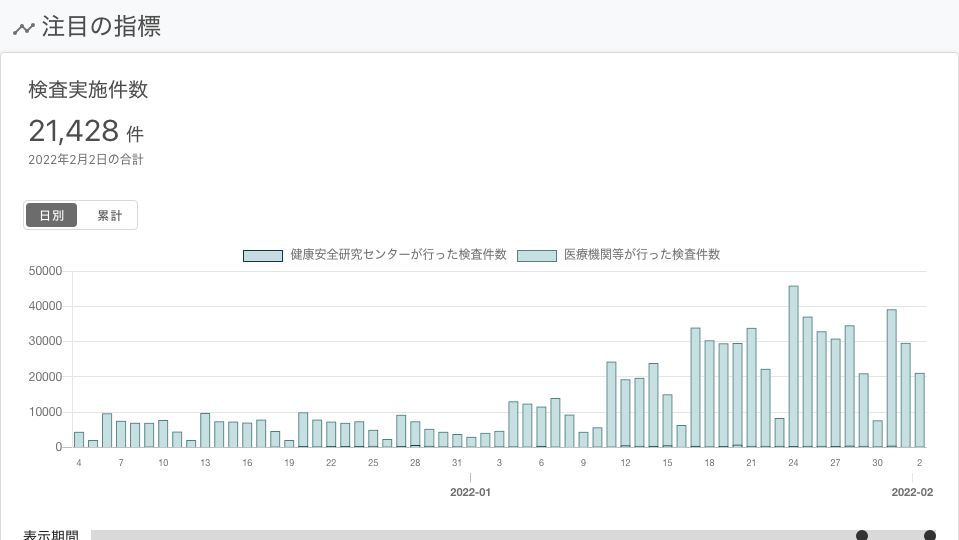 注目の指標
検査実施件数
21,428 件
2022年2月2日の合計
日別 累計
健康安全研究センターが行った検査件数 医療機関等が行った検査件数
50000
40000
30000
20000
10000
0
4 7 10 13 16 19 22 25 28 31 3 6 9 12 15 18 21 24 27 30 2
2022-01 2022-02
表示期間